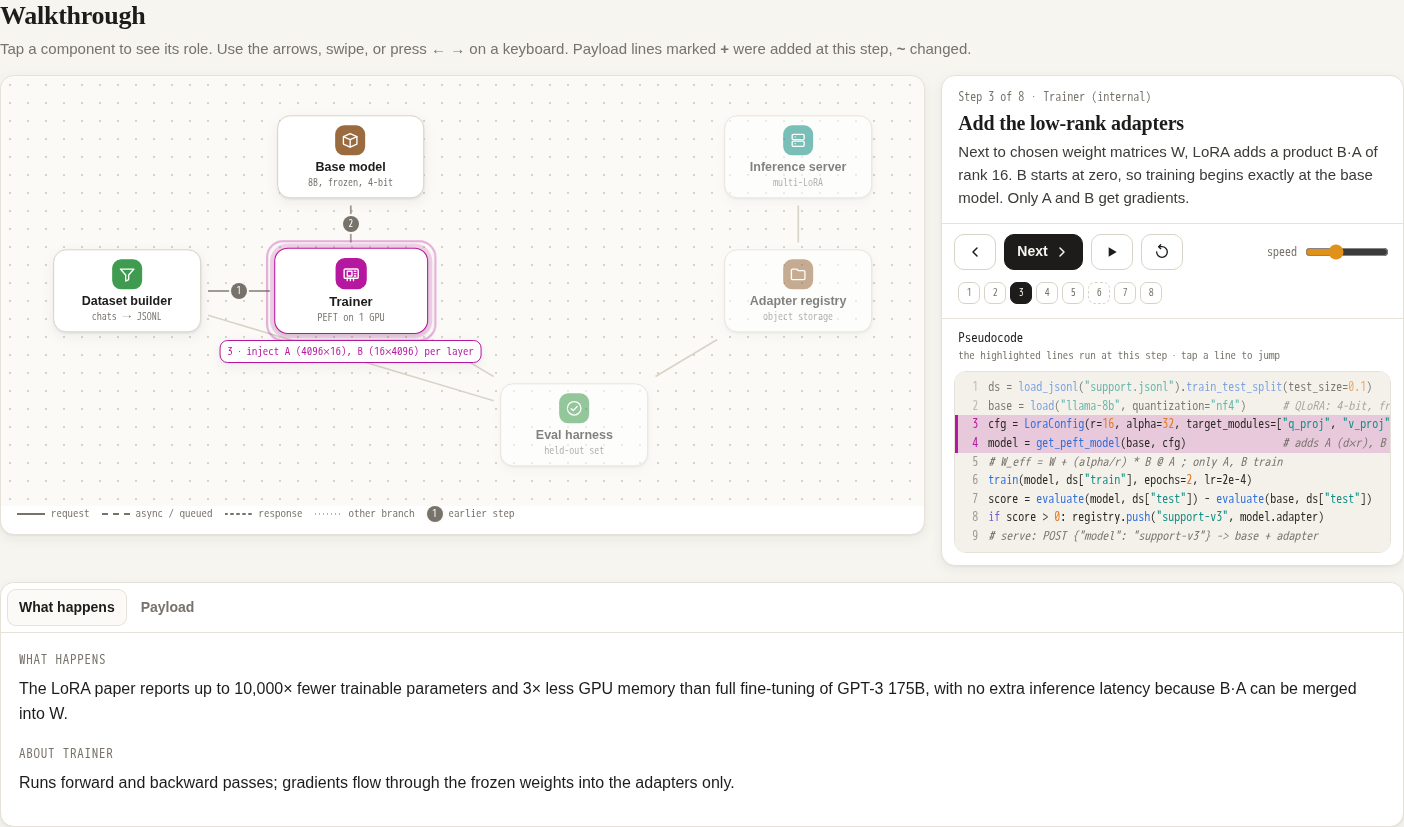 Walkthrough
Tap a component to see its role. Use the arrows, swipe, or press ← → on a keyboard. Payload lines marked + were added at this step, ~ changed.
Base model
8B, frozen, 4-bit
Inference server
multi-LoRA
2
Dataset builder
chats → JSONL
1
Trainer
PEFT on 1 GPU
Adapter registry
object storage
3 · inject A (4096×16), B (16×4096) per layer
Eval harness
held-out set
request
async / queued
response
other branch
1 earlier step
Step 3 of 8 · Trainer (internal)
Add the low-rank adapters
Next to chosen weight matrices W, LoRA adds a product B·A of
rank 16. B starts at zero, so training begins exactly at the base
model. Only A and B get gradients.
Next
speed
1 2 3 4 5 6 7 8
Pseudocode
the highlighted lines run at this step · tap a line to jump
1 ds = load_jsonl("support.jsonl").train_test_split(test_size=0.1)
2 base = load("llama-8b", quantization="nf4") # QLoRA: 4-bit, fr
3 cfg = LoraConfig(r=16, alpha=32, target_modules=["q_proj", "v_proj"
4 model = get_peft_model(base, cfg) # adds A (d×r), B
5 # W_eff = W + (alpha/r) * B @ A ; only A, B train
6 train(model, ds["train"], epochs=2, lr=2e-4)
7 score = evaluate(model, ds["test"]) - evaluate(base, ds["test"])
8 if score > 0: registry.push("support-v3", model.adapter)
9 # serve: POST {"model": "support-v3"} -> base + adapter
What happens
Payload
WHAT HAPPENS
The LoRA paper reports up to 10,000× fewer trainable parameters and 3× less GPU memory than full fine-tuning of GPT-3 175B, with no extra inference latency because B·A can be merged
into W.
ABOUT TRAINER
Runs forward and backward passes; gradients flow through the frozen weights into the adapters only.